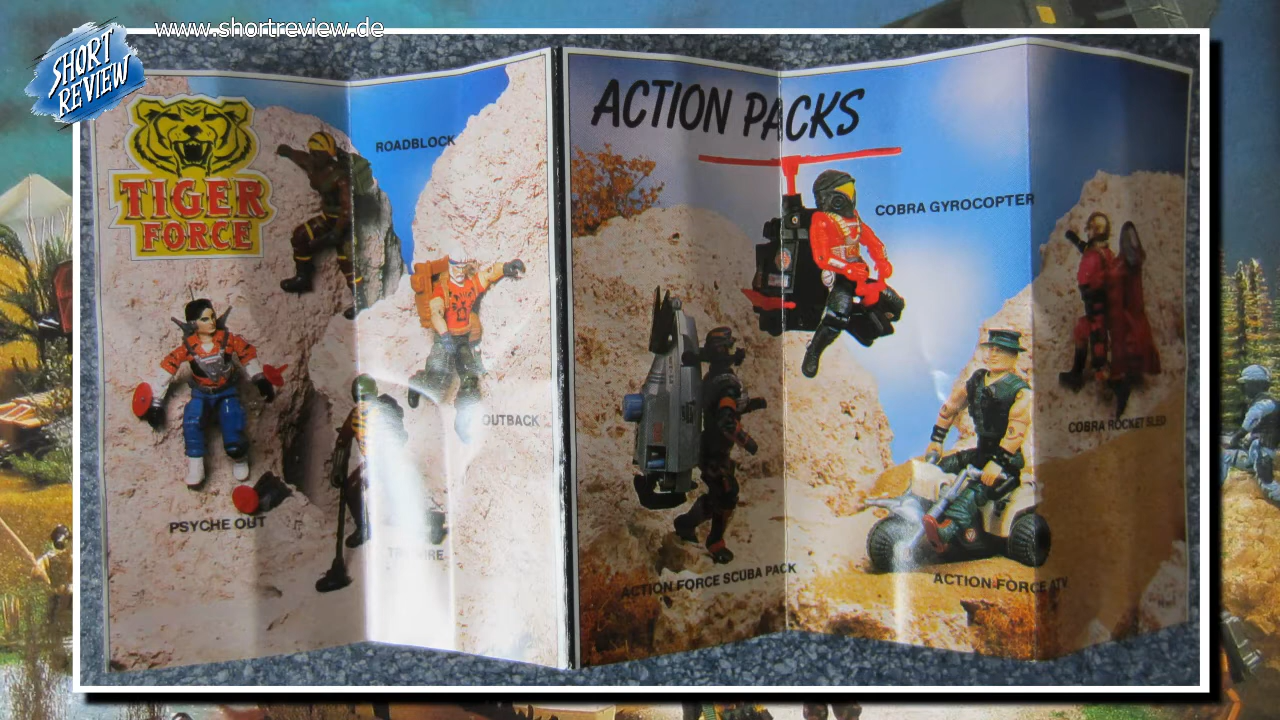 www.shortreview.de
SHORT
REVIEW
TIGER
FORCE
ROADBLOCK
OUTBACK
PSYCHE OUT
TRIPWIRE
ACTION PACKS
COBRA GYROCOPTER
COBRA ROCKET SLED
ACTION FORCE SCUBA PACK
ACTION FORCE ATV